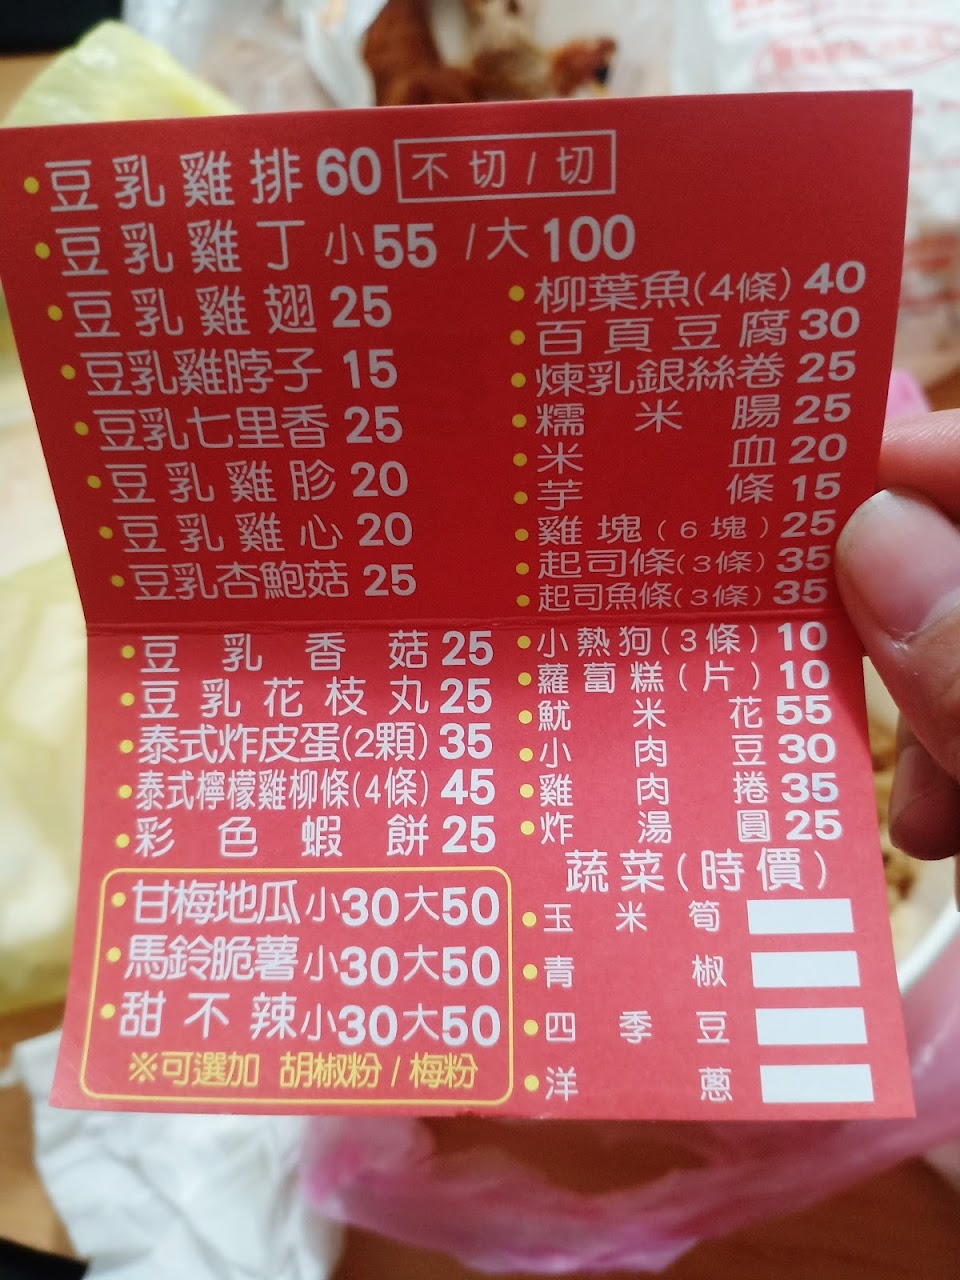 豆乳雞排60 不切/切
豆乳雞丁 小55 /大100
豆乳雞翅 25
豆乳雞脖子 15
豆乳七里香 25
豆乳雞胗 20
豆乳雞心 20
豆乳杏鮑菇 25
柳葉魚(4條) 40
百頁豆腐 30
煉乳銀絲卷 25
糯米腸 25
米血 20
芋條 15
雞塊(6塊) 25
起司條(3條) 35
起司魚條(3條) 35
豆乳香菇 25
豆乳花枝丸 25
泰式炸皮蛋(2顆) 35
泰式檸檬雞柳條(4條) 45
彩色蝦餅 25
甘梅地瓜 小30大50
馬鈴脆薯 小30大50
甜不辣 小30大50
※可選加 胡椒粉/梅粉
小熱狗(3條) 10
蘿蔔糕(片) 10
魷米花 55
小肉豆 30
雞肉捲 35
炸湯圓 25
蔬菜(時價)
玉米筍
青椒
四季豆
洋蔥